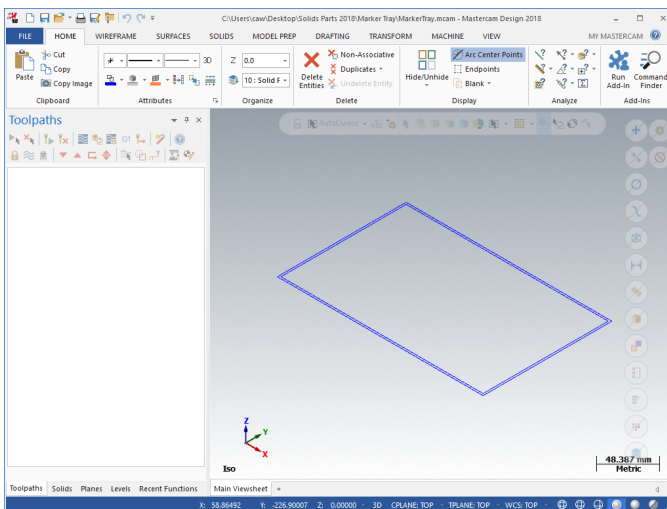 C:\Users\caw\Desktop\Solids Parts 2018\Marker Tray\MarkerTray.mcam - Mastercam Design 2018
FILE HOME WIREFRAME SURFACES SOLIDS MODEL PREP DRAFTING TRANSFORM MACHINE VIEW MY MASTERCAM
Paste
Cut
Copy
Copy Image
Clipboard
3D
Attributes
Z 0.0
10 : Solid F
Organize
Delete Entities
Non-Associative
Duplicates
Undelete Entity
Delete
Hide/Unhide
Arc Center Points
Endpoints
Blank
Display
Analyze
Run Add-In
Command Finder
Add-Ins
Toolpaths
G1
AutoCursor
Z
Y
X
Iso
48.387 mm
Metric
Toolpaths Solids Planes Levels Recent Functions
Main Viewsheet +
X: 58.86492 Y: -226.90007 Z: 0.00000 3D CPLANE: TOP TPLANE: TOP WCS: TOP